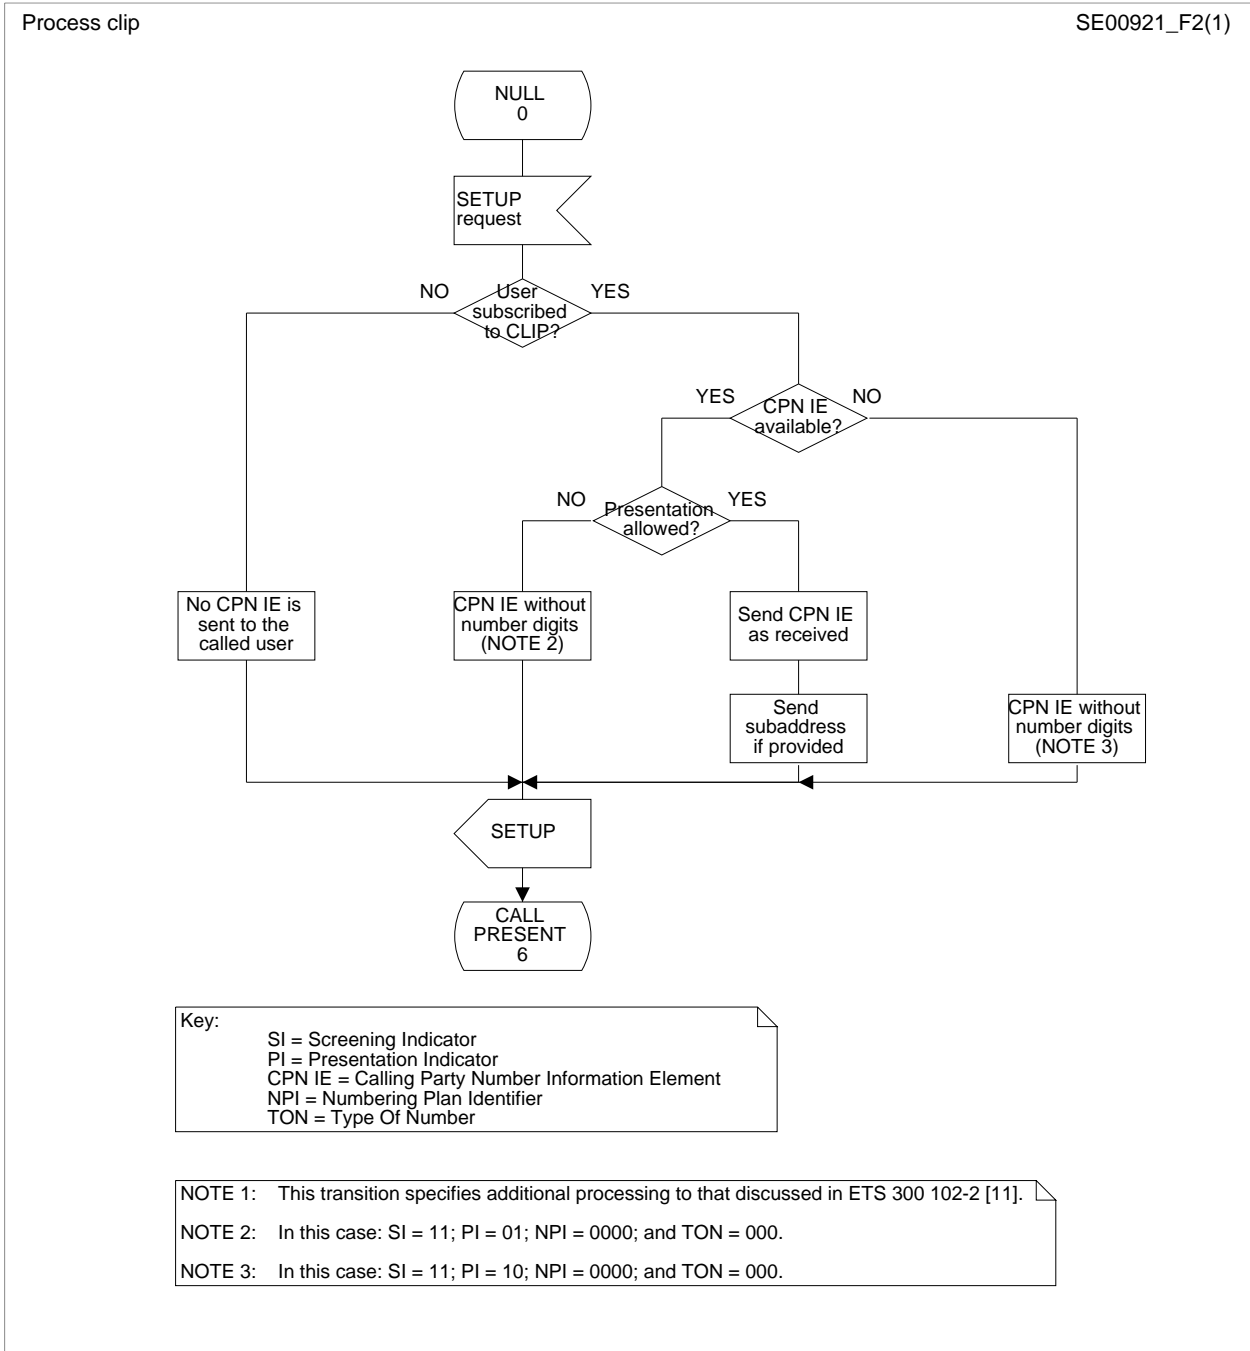 Process clip
SE00921_F2(1)
NULL
0
SETUP
request
NO
User
subscribed
to CLIP?
YES
YES
CPN IE
available?
NO
NO
Presentation
allowed?
YES
No CPN IE is
sent to the
called user
CPN IE without
number digits
(NOTE 2)
Send CPN IE
as received
Send
subaddress
if provided
CPN IE without
number digits
(NOTE 3)
SETUP
CALL
PRESENT
6
Key:
SI = Screening Indicator
PI = Presentation Indicator
CPN IE = Calling Party Number Information Element
NPI = Numbering Plan Identifier
TON = Type Of Number
NOTE 1: This transition specifies additional processing to that discussed in ETS 300 102-2 [11].
NOTE 2: In this case: SI = 11; PI = 01; NPI = 0000; and TON = 000.
NOTE 3: In this case: SI = 11; PI = 10; NPI = 0000; and TON = 000.